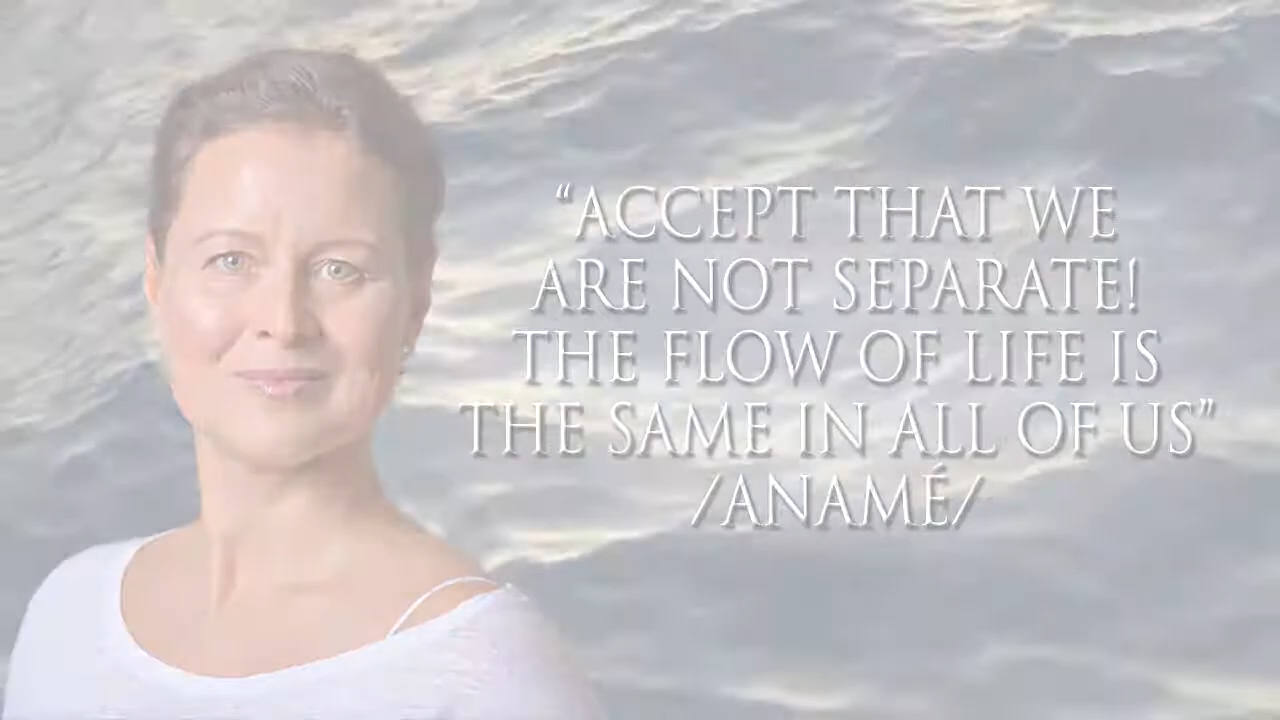 “ACCEPT THAT WE
ARE NOT SEPARATE!
THE FLOW OF LIFE IS
THE SAME IN ALL OF US”
/ANAMÉ/